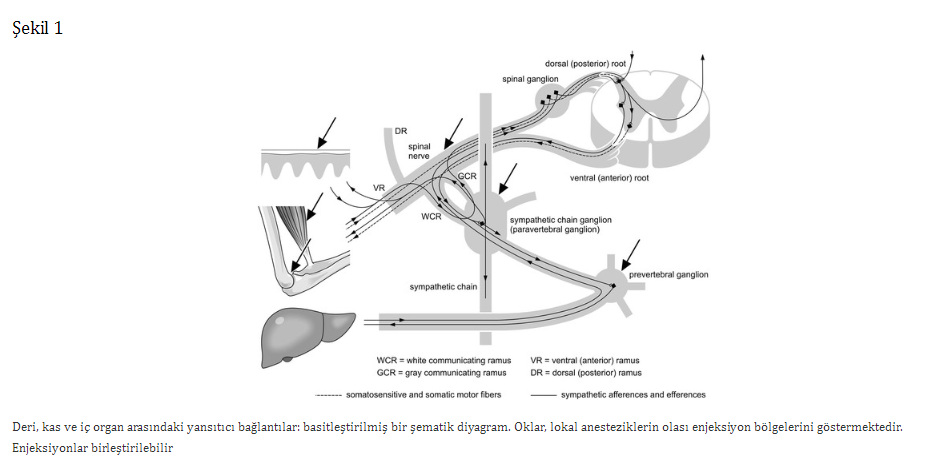 Şekil 1
dorsal (posterior) root
spinal ganglion
DR
spinal
nerve
GCR
VR
ventral (anterior) root
WCR
sympathetic chain ganglion
(paravertebral ganglion)
prevertebral ganglion
sympathetic chain
WCR = white communicating ramus
GCR = gray communicating ramus
VR = ventral (anterior) ramus
DR = dorsal (posterior) ramus
somatosensitive and somatic motor fibers
sympathetic afferences and efferences
Deri, kas ve iç organ arasındaki yansıtıcı bağlantılar: basitleştirilmiş bir şematik diyagram. Oklar, lokal anesteziklerin olası enjeksiyon bölgelerini göstermektedir.
Enjeksiyonlar birleştirilebilir